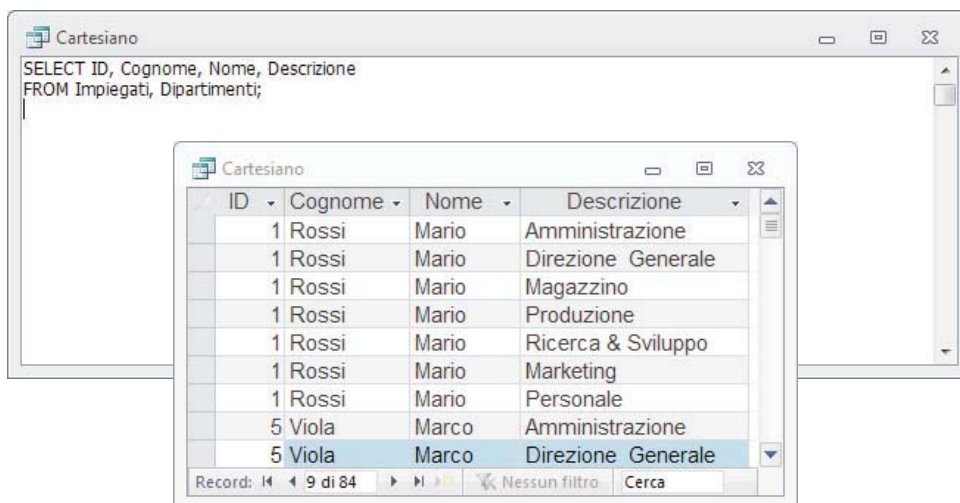 Cartesiano
SELECT ID, Cognome, Nome, Descrizione
FROM Impiegati, Dipartimenti;
Cartesiano
ID Cognome Nome Descrizione
1 Rossi Mario Amministrazione
1 Rossi Mario Direzione Generale
1 Rossi Mario Magazzino
1 Rossi Mario Produzione
1 Rossi Mario Ricerca & Sviluppo
1 Rossi Mario Marketing
1 Rossi Mario Personale
5 Viola Marco Amministrazione
5 Viola Marco Direzione Generale
Record: 9 di 84 Nessun filtro Cerca